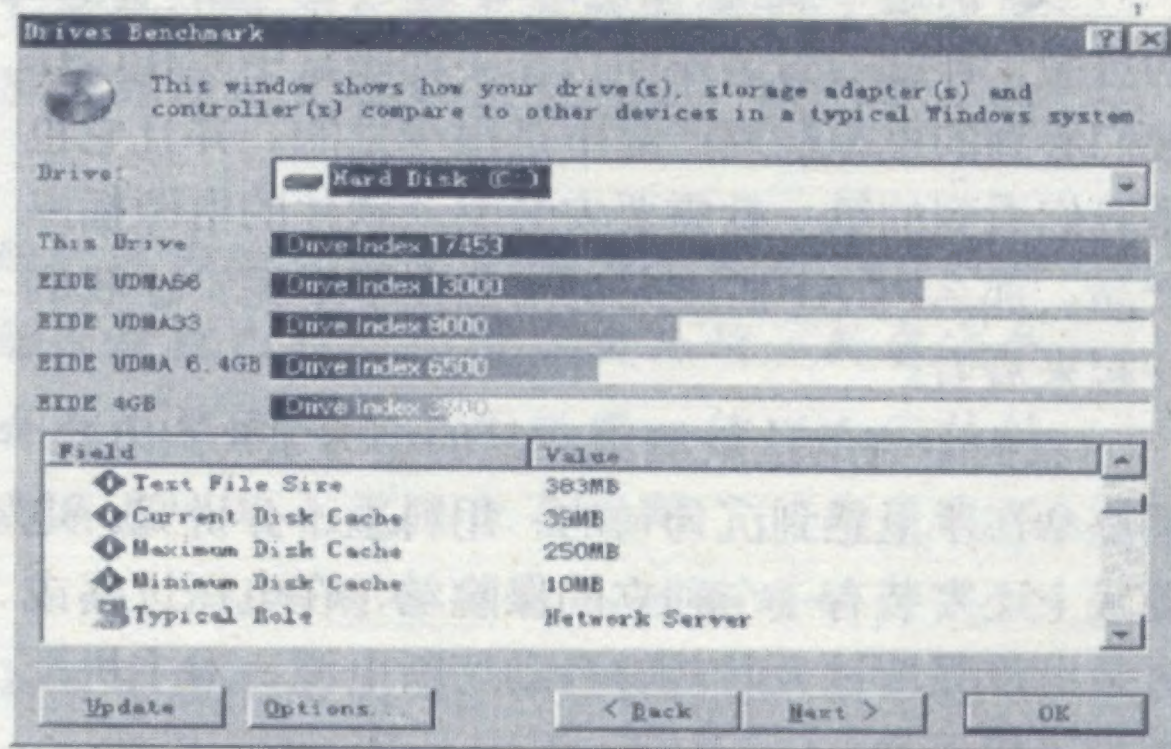 Drives Benchmark
This window shows how your drive(s), storage adapter(s) and
controller(s) compare to other devices in a typical Windows system.
Drive:
Hard Disk (C:)
This Drive
Drive Index 17453
EIDE UDMA66
Drive Index 13000
EIDE UDMA33
Drive Index 8000
EIDE UDMA 6.4GB
Drive Index 6500
EIDE 4GB
Drive Index
Field Value
Test File Size 383MB
Current Disk Cache 39MB
Maximum Disk Cache 250MB
Minimum Disk Cache 10MB
Typical Role Network Server
Update Options... < Back Next > OK